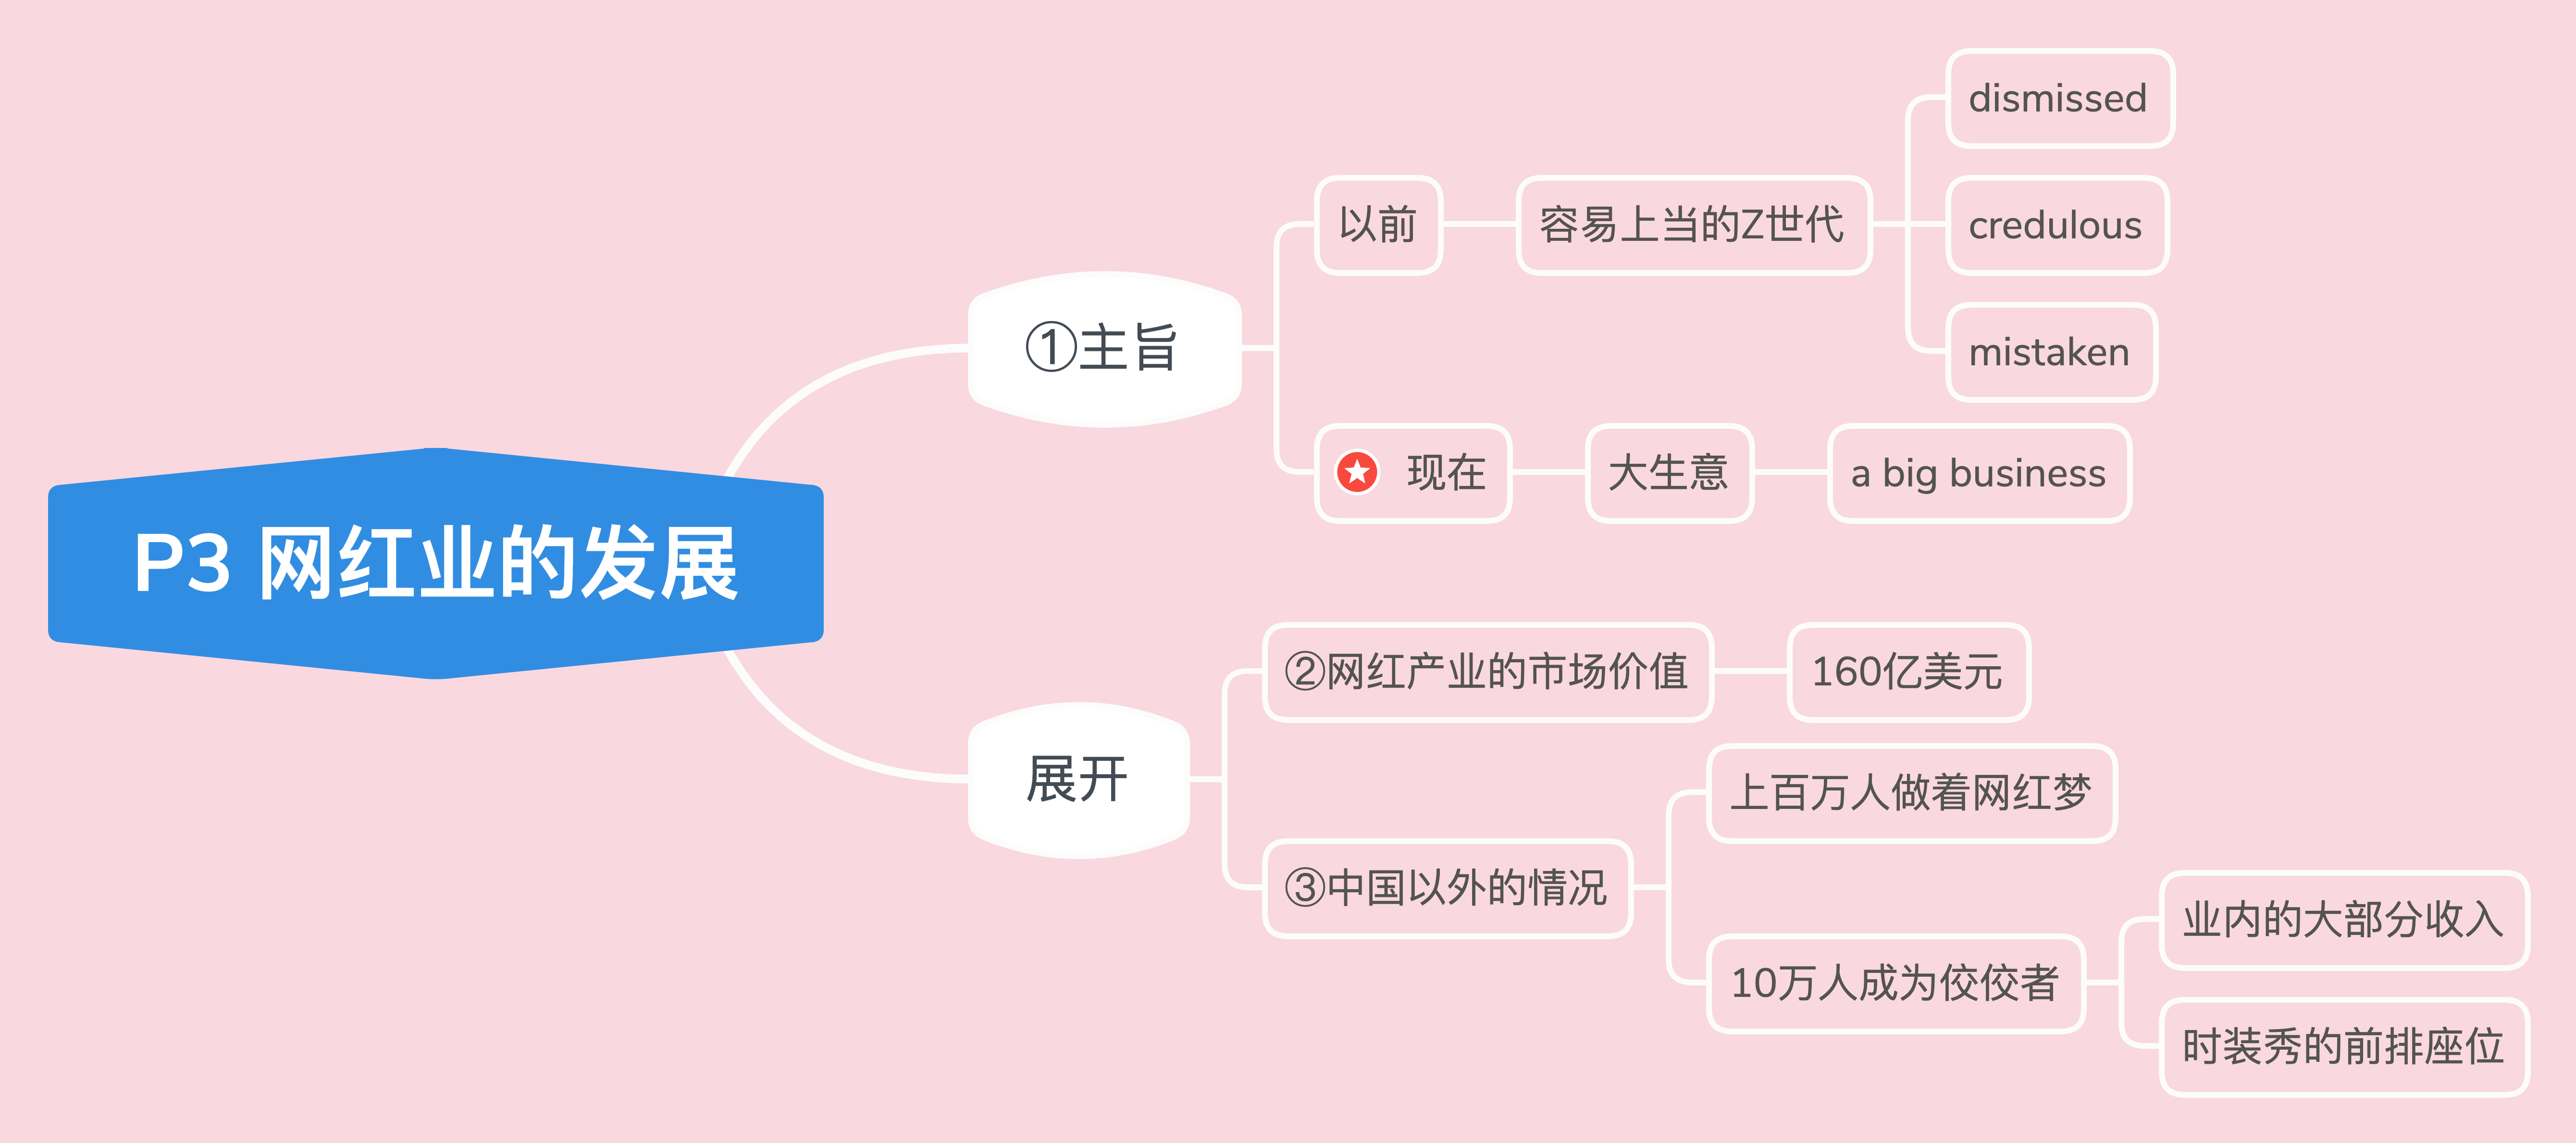 P3 网红业的发展
①主旨
以前
容易上当的Z世代
dismissed
credulous
mistaken
现在
大生意
a big business
展开
②网红产业的市场价值
160亿美元
③中国以外的情况
上百万人做着网红梦
10万人成为佼佼者
业内的大部分收入
时装秀的前排座位